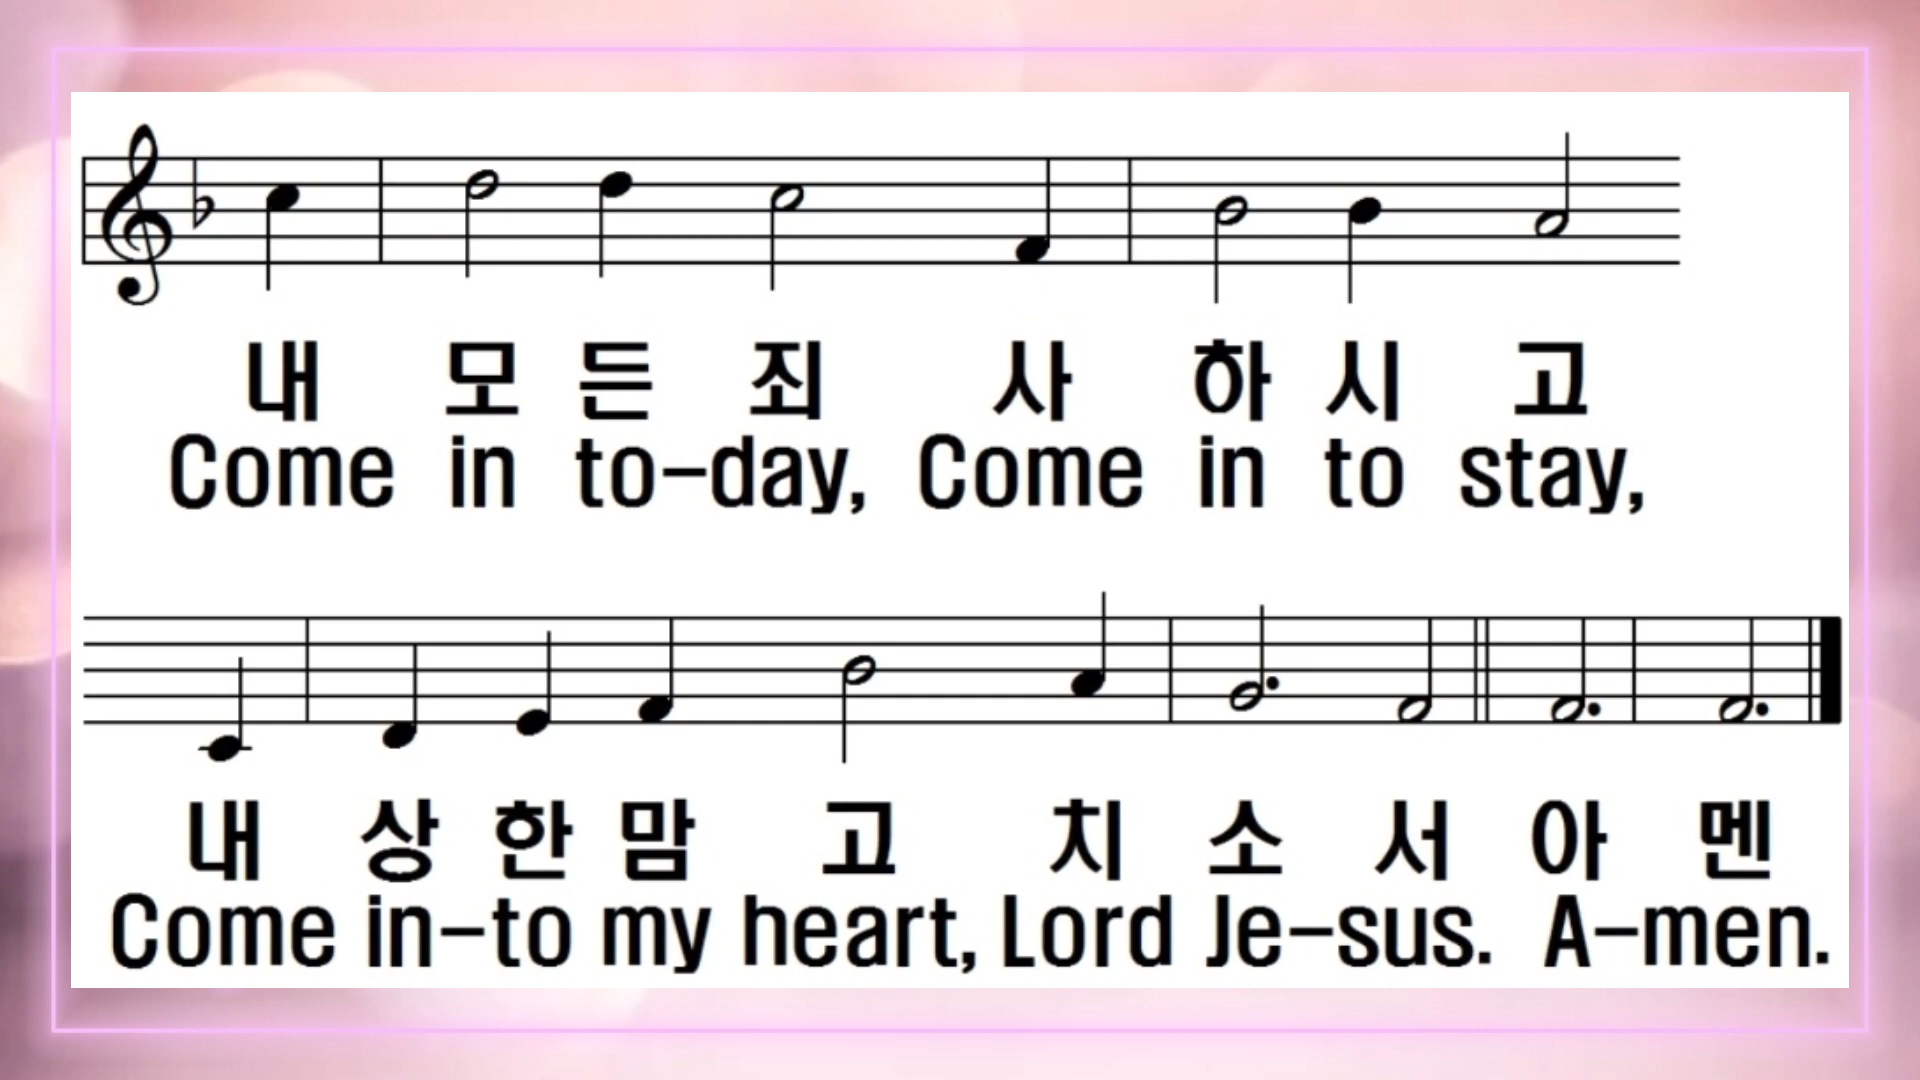 내 모 든 죄 사 하 시 고
Come in to-day, Come in to stay,
내 상 한 맘 고 치 소 서 아 멘
Come in-to my heart, Lord Je-sus. A-men.